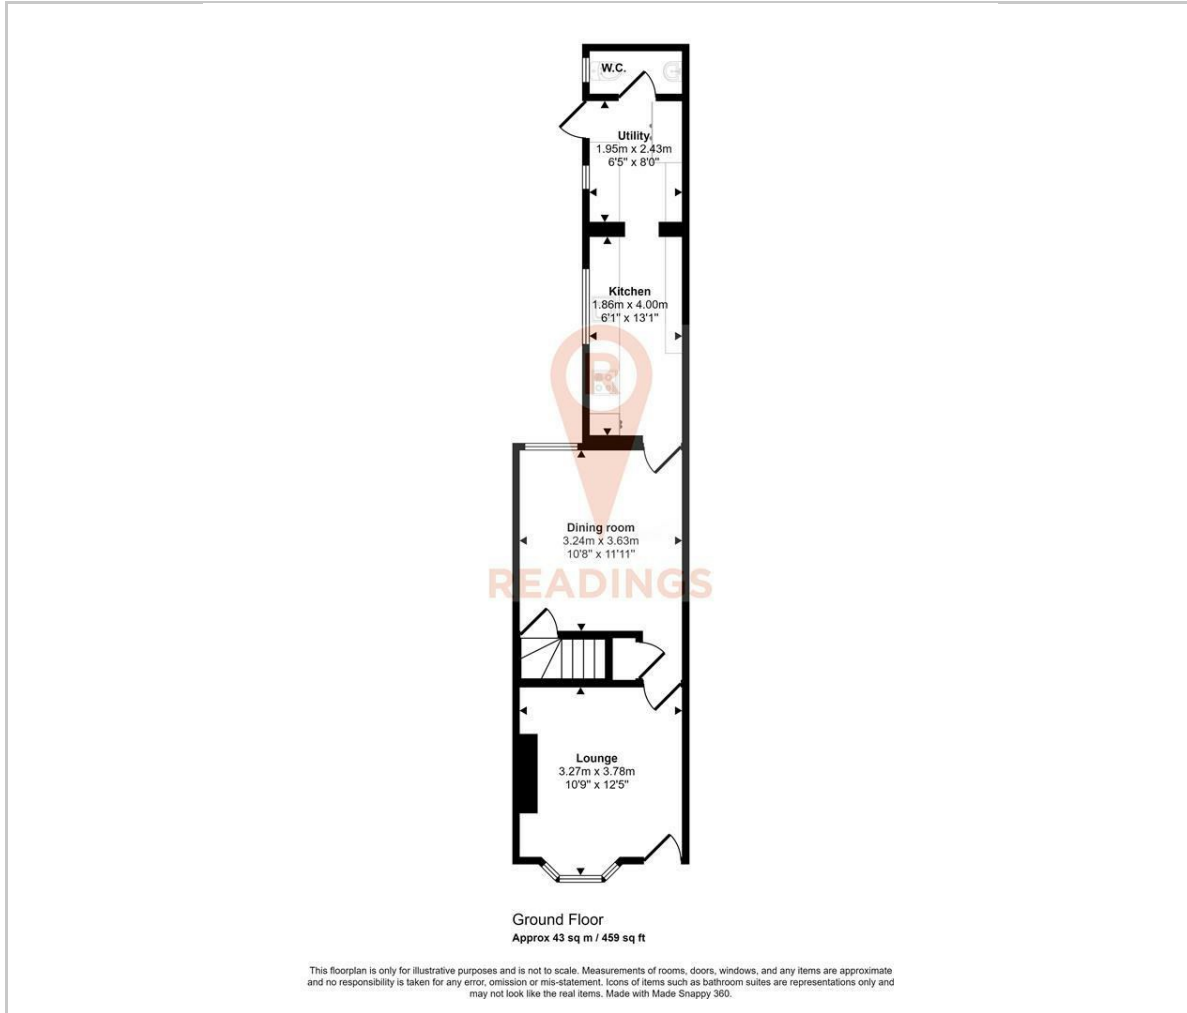 W.C.
Utility
1.95m x 2.43m
6'5" x 8'0"
Kitchen
1.86m x 4.00m
6'1" x 13'1"
R
Dining room
3.24m x 3.63m
10'8" x 11'11"
READINGS
Lounge
3.27m x 3.78m
10'9" x 12'5"
Ground Floor
Approx 43 sq m / 459 sq ft
This floorplan is only for illustrative purposes and is not to scale. Measurements of rooms, doors, windows, and any items are approximate
and no responsibility is taken for any error, omission or mis-statement. Icons of items such as bathroom suites are representations only and
may not look like the real items. Made with Made Snappy 360.